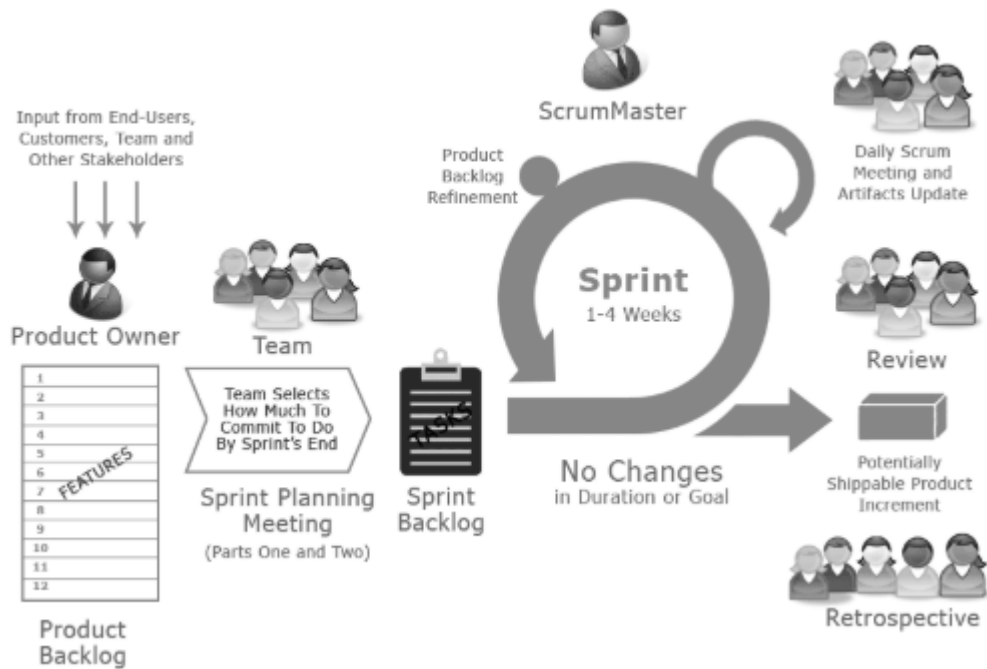 Input from End-Users,
Customers, Team and
Other Stakeholders
Product Owner
1
2
3
4
5
6
7
8
9
10
11
12
FEATURES
Product
Backlog
Team
Team Selects
How Much To
Commit To Do
By Sprint's End
Sprint Planning
Meeting
(Parts One and Two)
TASKS
Sprint
Backlog
ScrumMaster
Product
Backlog
Refinement
Sprint
1-4 Weeks
No Changes
in Duration or Goal
Daily Scrum
Meeting and
Artifacts Update
Review
Potentially
Shippable Product
Increment
Retrospective